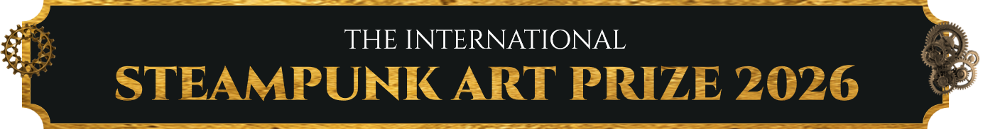 THE INTERNATIONAL
STEAMPUNK ART PRIZE 2026